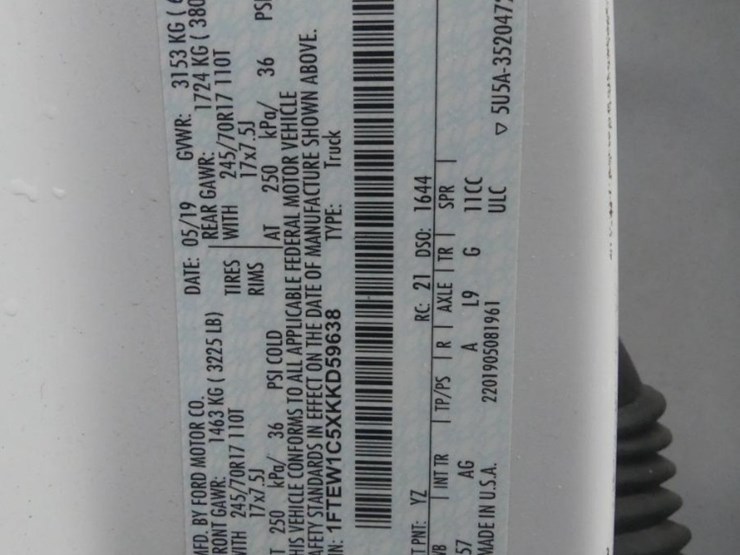 MFD. BY FORD MOTOR CO.
DATE: 05/19 GVWR: 3153 KG
RONT GAWR: 1463 KG ( 3225 LB)
REAR GAWR: 1724 KG ( 380
WITH 245/70R17 110T TIRES WITH 245/70R17 110T
17x7.5J RIMS 17x7.5J
T 250 kPa/ 36 PSI COLD AT 250 kPa/ 36 PS
HIS VEHICLE CONFORMS TO ALL APPLICABLE FEDERAL MOTOR VEHICLE
AFETY STANDARDS IN EFFECT ON THE DATE OF MANUFACTURE SHOWN ABOVE.
IN: 1FTEW1C5XKKD59638 TYPE: Truck
T PNT: YZ RC: 21 DSO: 1644
INT TR TP/PS R AXLE TR SPR
57 AG A L9 G 11CC
MADE IN U.S.A. 2201905081961 ULC
▽ 5U5A-3520472